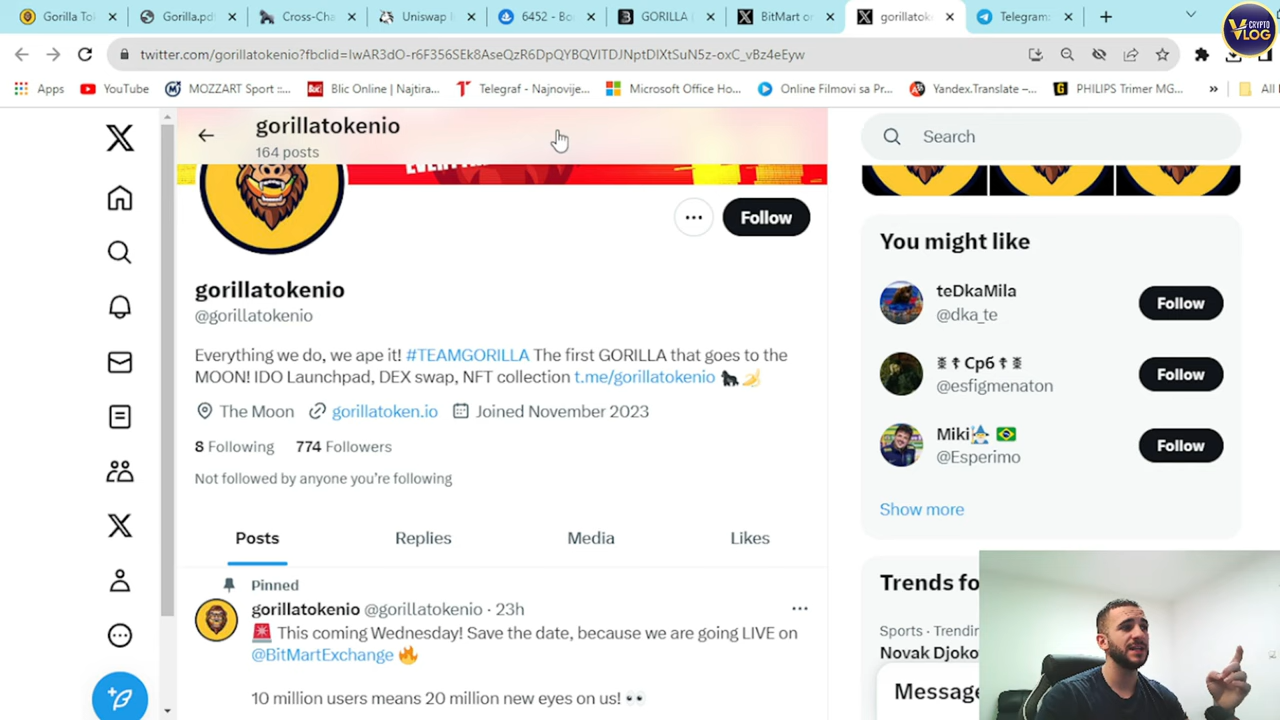 Gorilla To
Gorilla.pd
Cross-Cha
Uniswap I
6452 - Bo
GORILLA (
BitMart on
gorillatok
Telegram:
CRYPTO
VLOG
twitter.com/gorillatokenio?fbclid=IwAR3dO-r6F356SEk8AseQzR6DpQYBQVlTDJNptDIXtSuN5z-oxC_vBz4eEyw
Apps
YouTube
MOZZART Sport ::...
Blic Online | Najtira...
Telegraf - Najnovije...
Microsoft Office Ho...
Online Filmovi sa Pr...
Yandex.Translate –...
PHILIPS Trimer MG...
»
All
gorillatokenio
164 posts
Search
Follow
gorillatokenio
@gorillatokenio
Everything we do, we ape it! #TEAMGORILLA The first GORILLA that goes to the
MOON! IDO Launchpad, DEX swap, NFT collection t.me/gorillatokenio 🦍🍌
The Moon gorillatoken.io Joined November 2023
8 Following 774 Followers
Not followed by anyone you're following
Posts
Replies
Media
Likes
Pinned
gorillatokenio @gorillatokenio · 23h
🚨 This coming Wednesday! Save the date, because we are going LIVE on
@BitMartExchange 🔥
10 million users means 20 million new eyes on us! 👀
You might like
teDkaMila
@dka_te
Follow
Срб
@esfigmenaton
Follow
Miki🧙‍♂️ 🇧🇷
@Esperimo
Follow
Show more
Trends fo
Sports · Trendin
Novak Djoko
Message